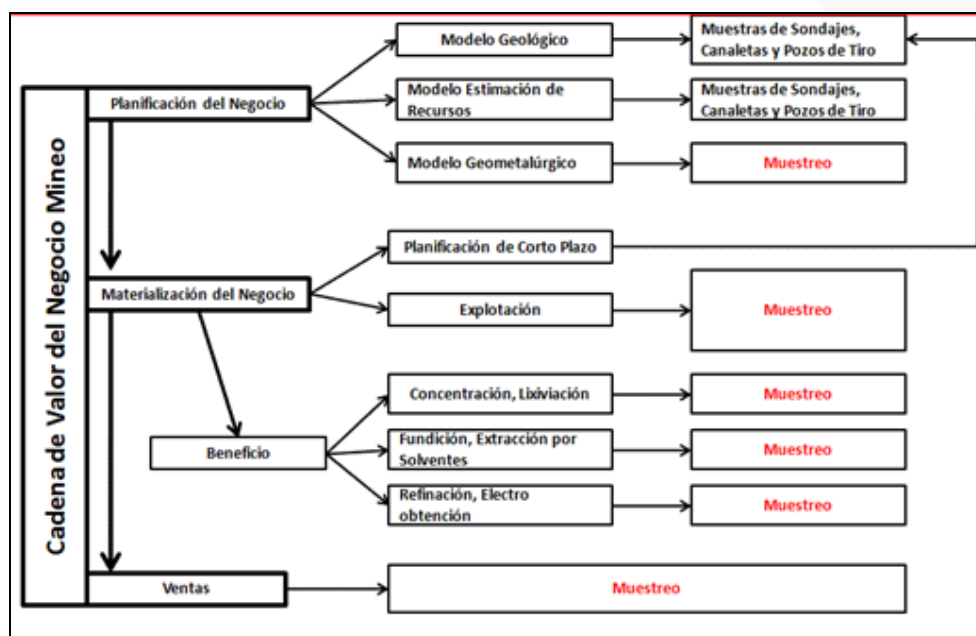 Cadena de Valor del Negocio Mineo
Planificación del Negocio
Modelo Geológico
Muestras de Sondajes,
Canaletas y Pozos de Tiro
Modelo Estimación de
Recursos
Muestras de Sondajes,
Canaletas y Pozos de Tiro
Modelo Geometalúrgico
Muestreo
Materialización del Negocio
Planificación de Corto Plazo
Explotación
Muestreo
Beneficio
Concentración, Lixiviación
Muestreo
Fundición, Extracción por
Solventes
Muestreo
Refinación, Electro
obtención
Muestreo
Ventas
Muestreo